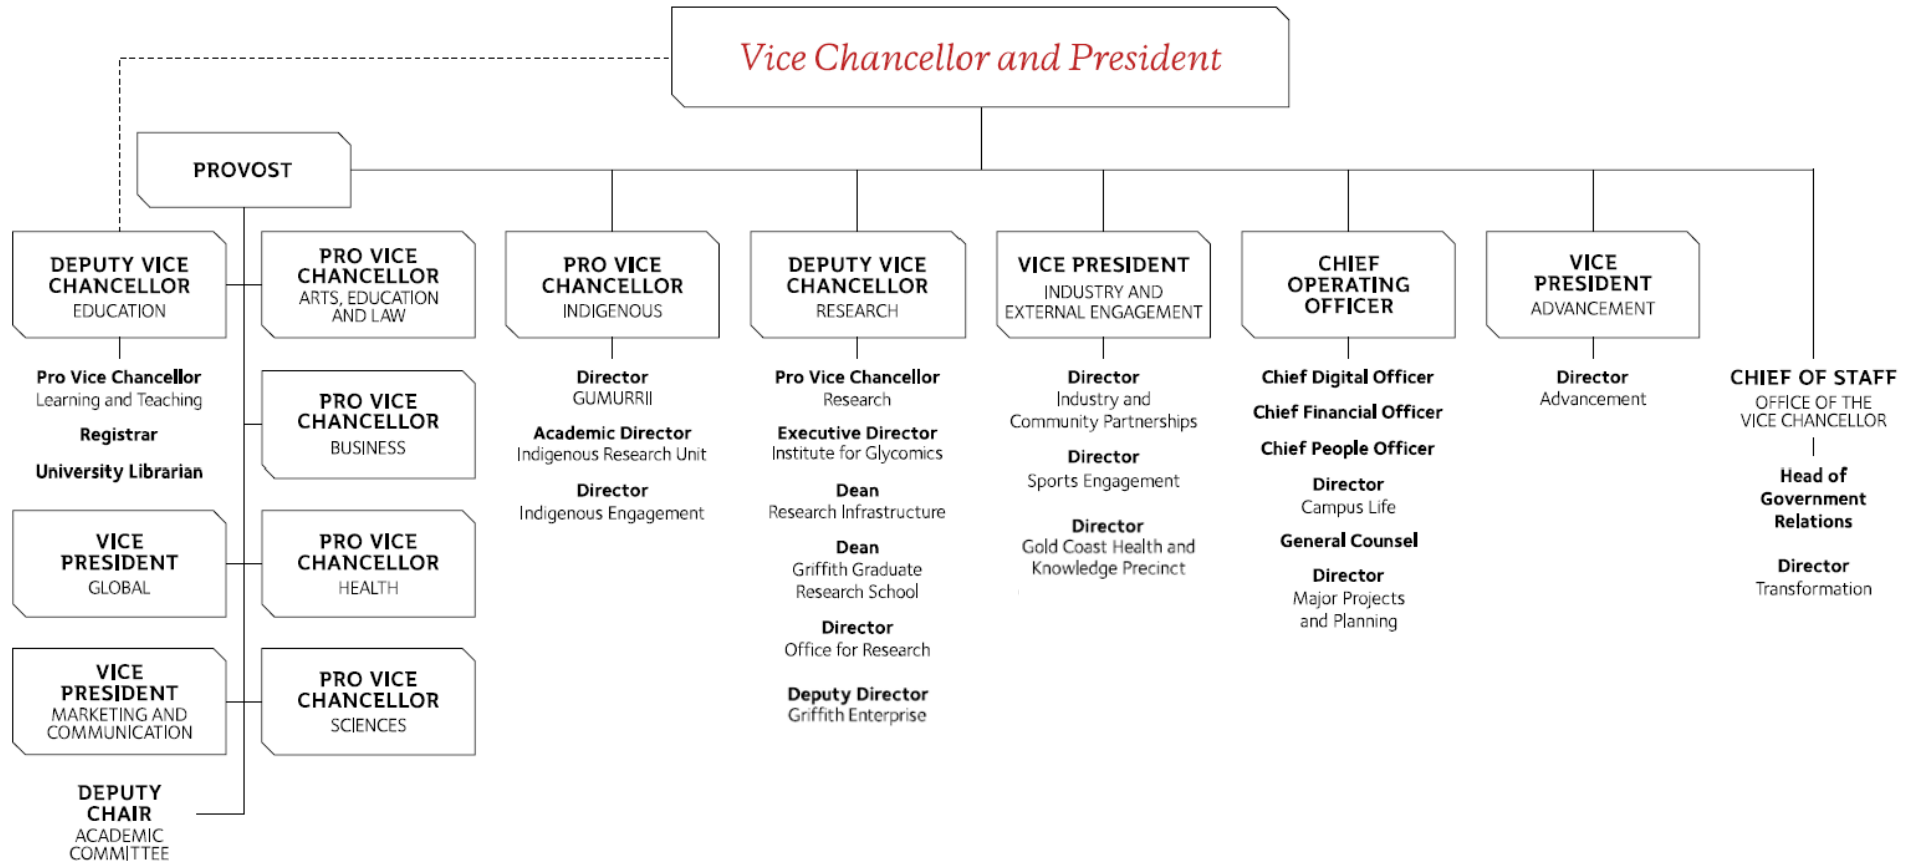 Vice Chancellor and President
PROVOST
DEPUTY VICE
CHANCELLOR
EDUCATION
Pro Vice Chancellor
Learning and Teaching
Registrar
University Librarian
VICE
PRESIDENT
GLOBAL
VICE
PRESIDENT
MARKETING AND
COMMUNICATION
DEPUTY
CHAIR
ACADEMIC
COMMITTEE
PRO VICE
CHANCELLOR
ARTS, EDUCATION
AND LAW
PRO VICE
CHANCELLOR
BUSINESS
PRO VICE
CHANCELLOR
HEALTH
PRO VICE
CHANCELLOR
SCIENCES
PRO VICE
CHANCELLOR
INDIGENOUS
Director
GUMURRII
Academic Director
Indigenous Research Unit
Director
Indigenous Engagement
DEPUTY VICE
CHANCELLOR
RESEARCH
Pro Vice Chancellor
Research
Executive Director
Institute for Glycomics
Dean
Research Infrastructure
Dean
Griffith Graduate
Research School
Director
Office for Research
Deputy Director
Griffith Enterprise
VICE PRESIDENT
INDUSTRY AND
EXTERNAL ENGAGEMENT
Director
Industry and
Community Partnerships
Director
Sports Engagement
Director
Gold Coast Health and
Knowledge Precinct
CHIEF
OPERATING
OFFICER
Chief Digital Officer
Chief Financial Officer
Chief People Officer
Director
Campus Life
General Counsel
Director
Major Projects
and Planning
VICE
PRESIDENT
ADVANCEMENT
Director
Advancement
CHIEF OF STAFF
OFFICE OF THE
VICE CHANCELLOR
Head of
Government
Relations
Director
Transformation